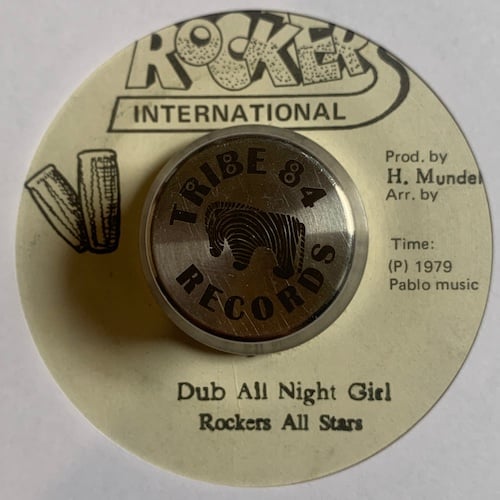 ROCKERS
INTERNATIONAL
TRIBE 84
RECORDS
Prod. by
H. Mundel
Arr. by
Time:
(P) 1979
Pablo music
Dub All Night Girl
Rockers All Stars